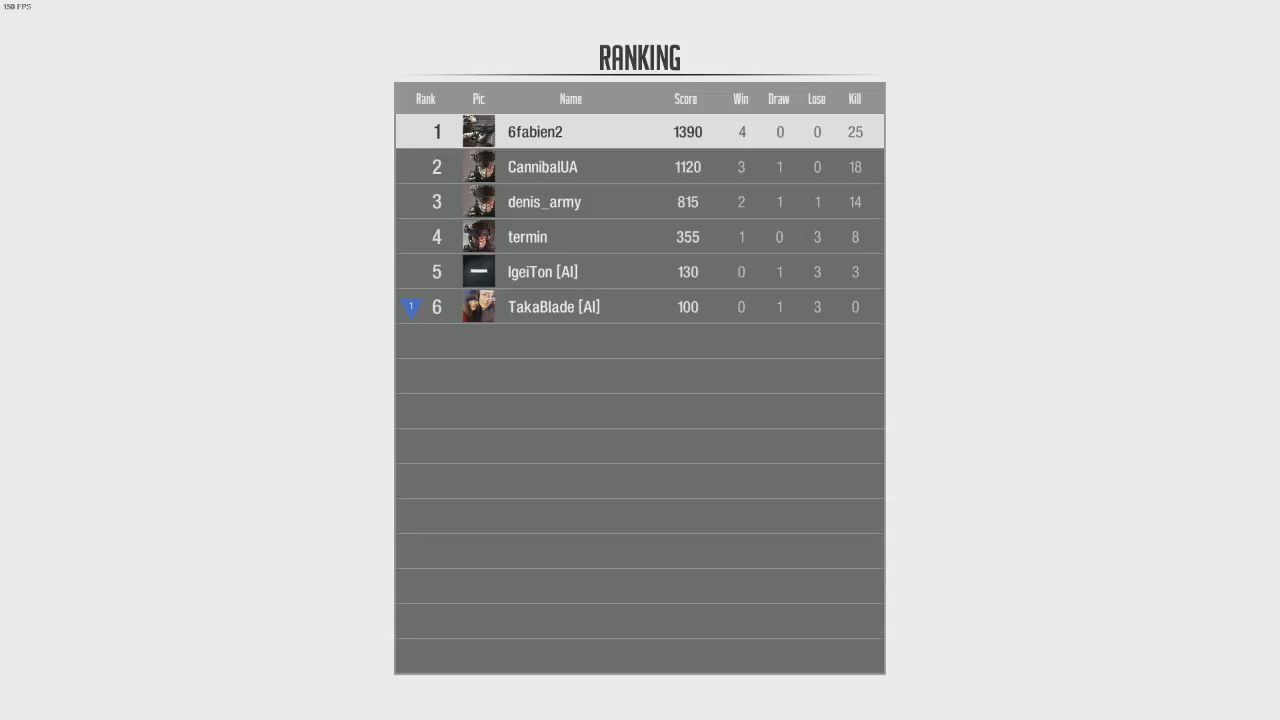 150 FPS
RANKING
Rank Pic Name Score Win Draw Lose Kill
1 6fabien2 1390 4 0 0 25
2 CannibalUA 1120 3 1 0 18
3 denis_army 815 2 1 1 14
4 termin 355 1 0 3 8
5 IgeiTon [AI] 130 0 1 3 3
1 6 TakaBlade [AI] 100 0 1 3 0